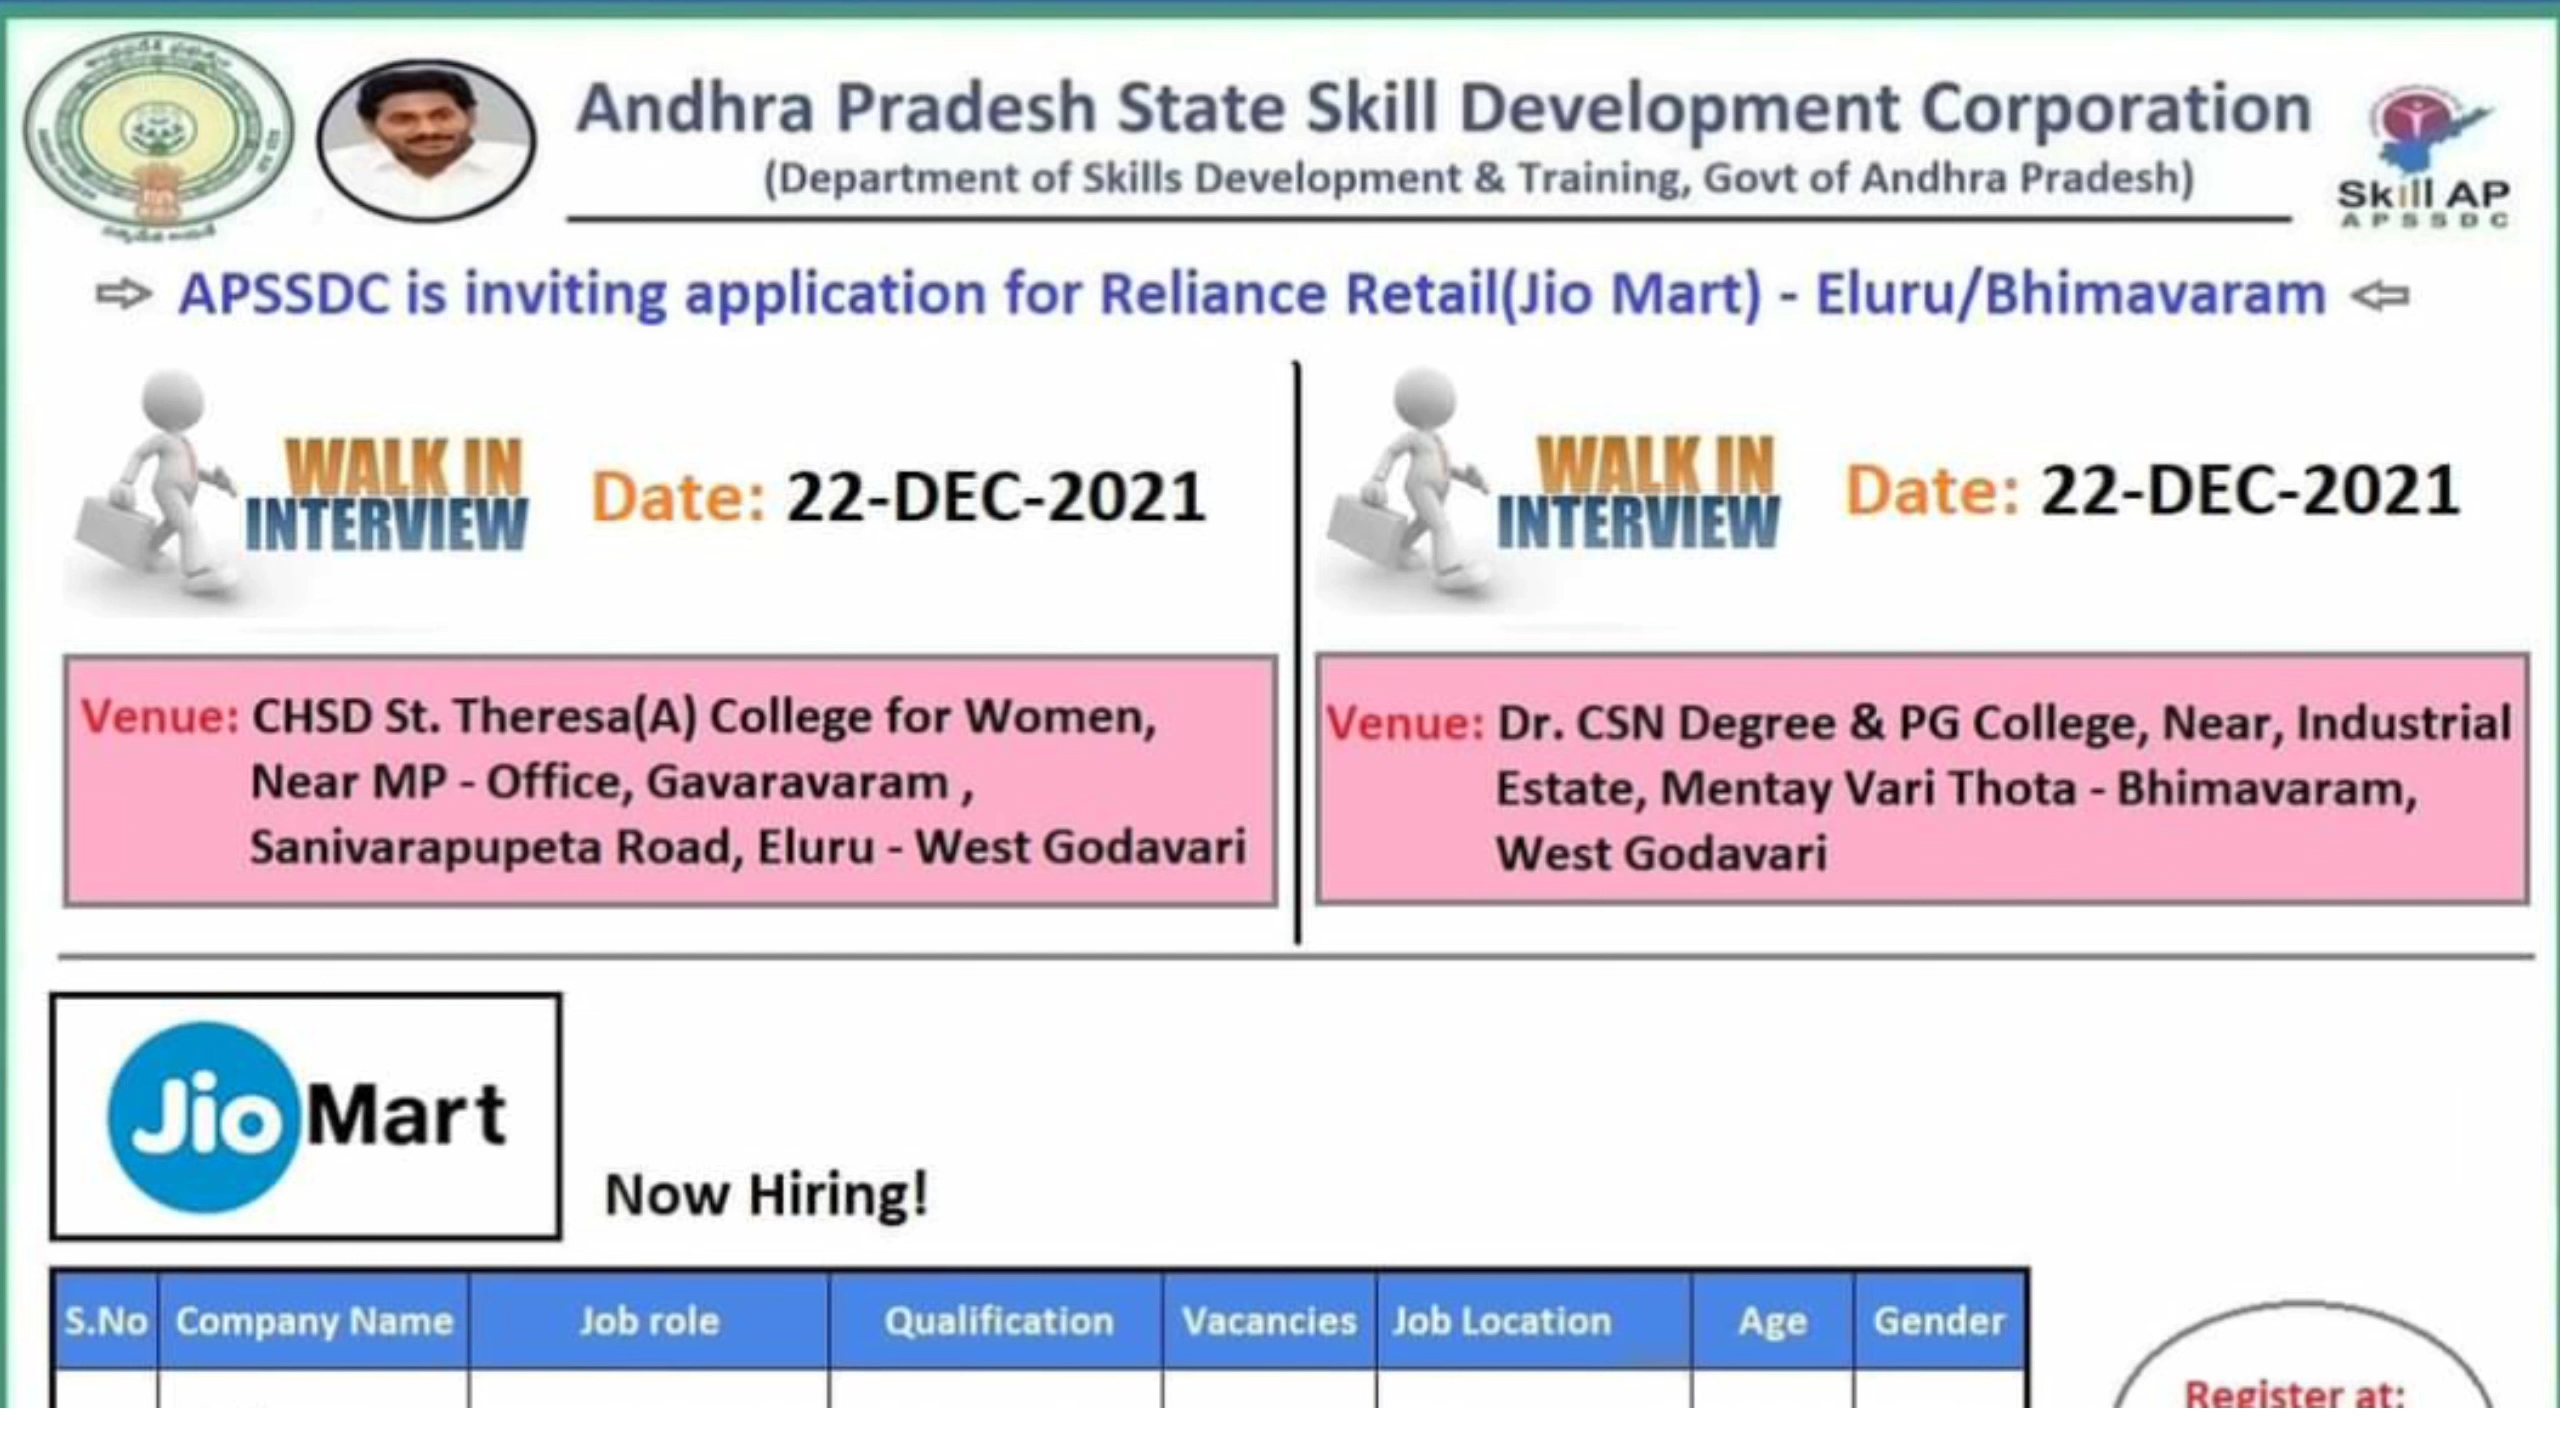 Andhra Pradesh State Skill Development Corporation
(Department of Skills Development & Training, Govt of Andhra Pradesh)
Skill AP
APSSDC
APSSDC is inviting application for Reliance Retail(Jio Mart) - Eluru/Bhimavaram
WALK IN
INTERVIEW
Date: 22-DEC-2021
Venue: CHSD St. Theresa(A) College for Women,
Near MP - Office, Gavaravaram ,
Sanivarapupeta Road, Eluru - West Godavari
WALK IN
INTERVIEW
Date: 22-DEC-2021
Venue: Dr. CSN Degree & PG College, Near, Industrial
Estate, Mentay Vari Thota - Bhimavaram,
West Godavari
Jio Mart
Now Hiring!
S.No Company Name Job role Qualification Vacancies Job Location Age Gender
Register at: